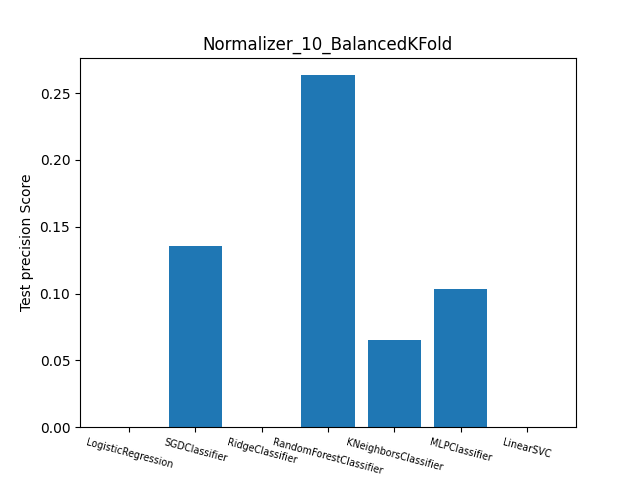 Normalizer_10_BalancedKFold
Test precision Score
0.25
0.20
0.15
0.10
0.05
0.00
LogisticRegression
SGDClassifier
RidgeClassifier
RandomForestClassifier
KNeighborsClassifier
MLPClassifier
LinearSVC